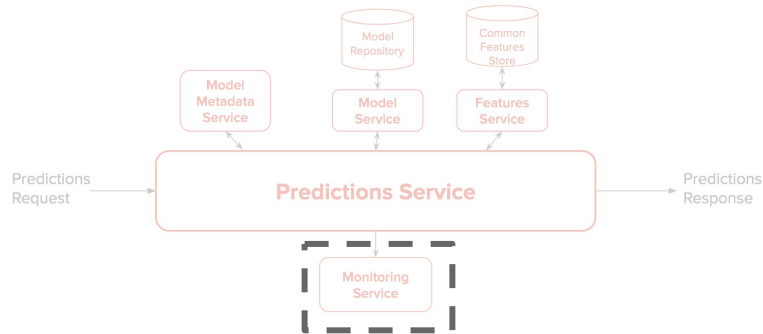 Model
Repository
Common
Features
Store
Model
Metadata
Service
Model
Service
Features
Service
Predictions
Request
Predictions Service
Predictions
Response
Monitoring
Service